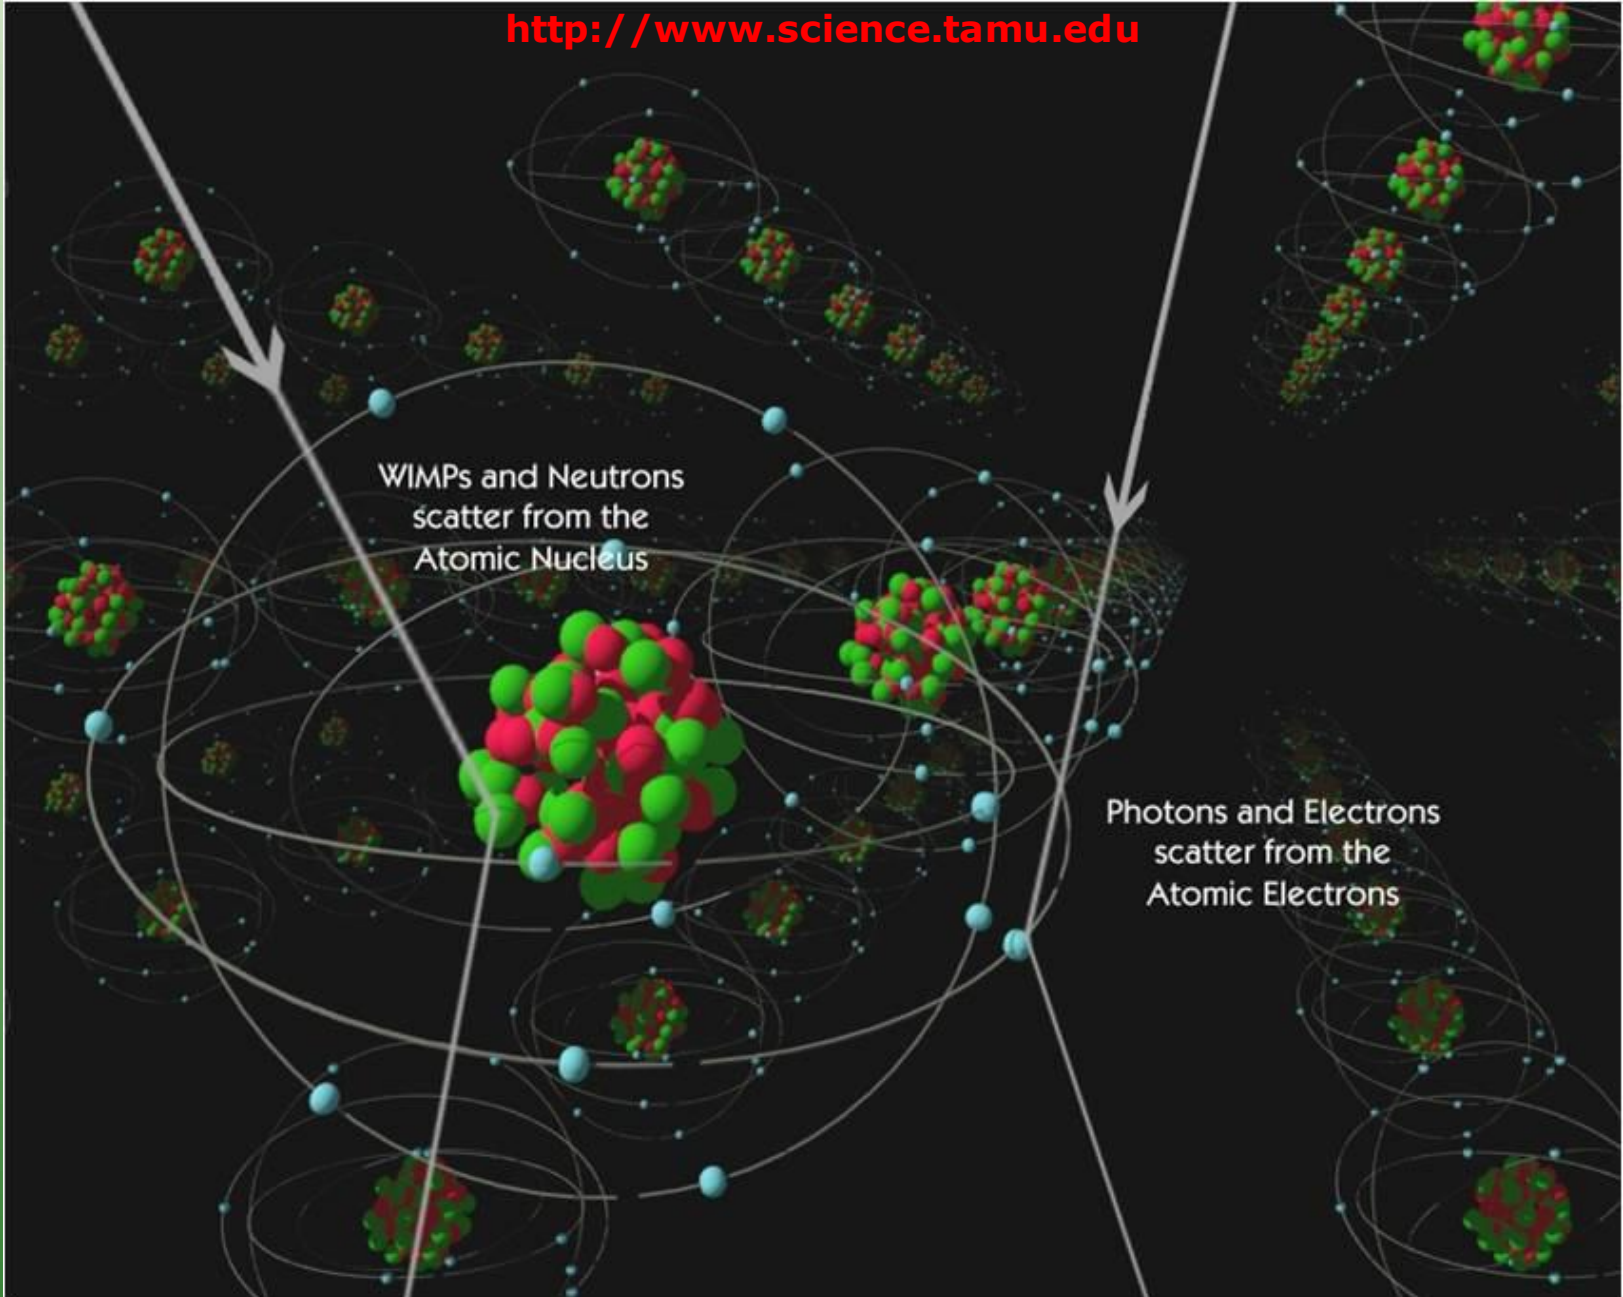 http://www.science.tamu.edu
WIMPs and Neutrons
scatter from the
Atomic Nucleus
Photons and Electrons
scatter from the
Atomic Electrons